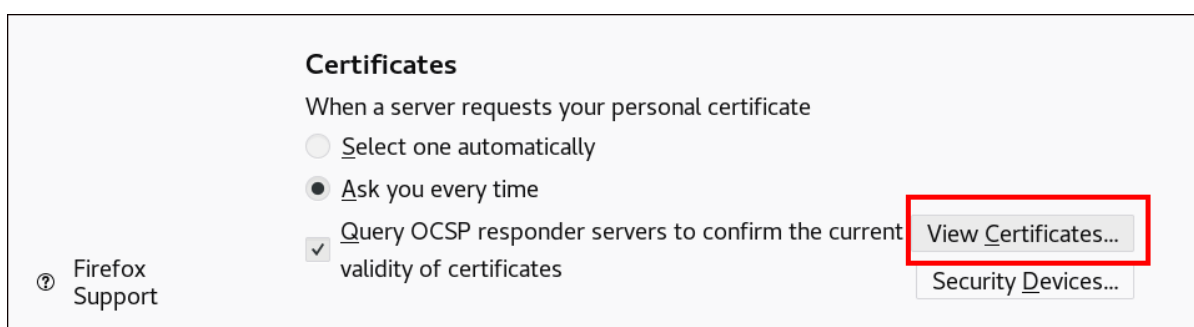 Certificates
When a server requests your personal certificate
Select one automatically
Ask you every time
Query OCSP responder servers to confirm the current
validity of certificates
View Certificates...
Security Devices...
Firefox
Support